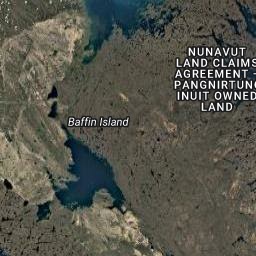 NUNAVUT
LAND CLAIMS
AGREEMENT -
PANGNIRTUNG
INUIT OWNED
LAND
Baffin Island